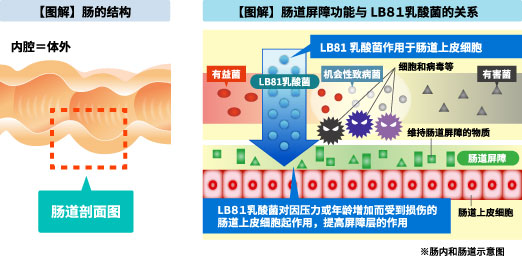 【图解】肠的结构
内腔＝体外
肠道剖面图
【图解】肠道屏障功能与 LB81乳酸菌的关系
LB81 乳酸菌作用于肠道上皮细胞
有益菌
LB81乳酸菌
机会性致病菌
细胞和病毒等
有害菌
维持肠道屏障的物质
肠道屏障
LB81乳酸菌对因压力或年龄增加而受到损伤的
肠道上皮细胞起作用，提高屏障层的作用
肠道上皮细胞
※肠内和肠道示意图